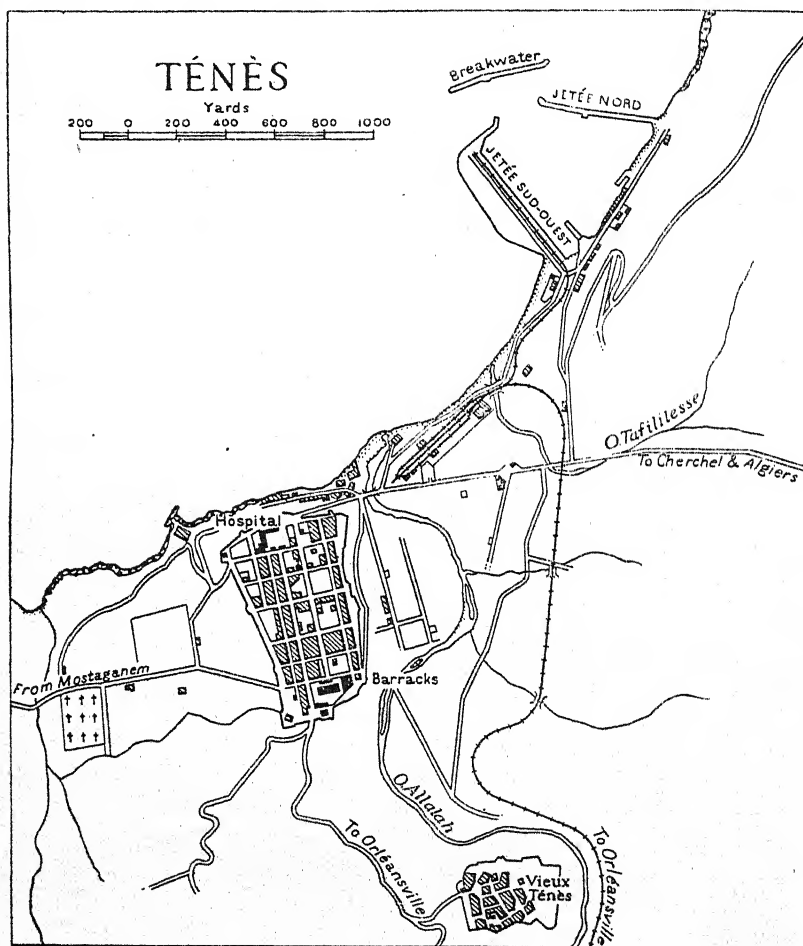 TÉNÈS
Yards
200 0 200 400 600 800 1000
Breakwater
JETÉE NORD
JETÉE SUD-OUEST
O. Tafililesse
To Cherchel & Algiers
Hospital
From Mostaganem
Barracks
O. Allalah
To Orléansville
To Orléansville
Vieux
Ténès